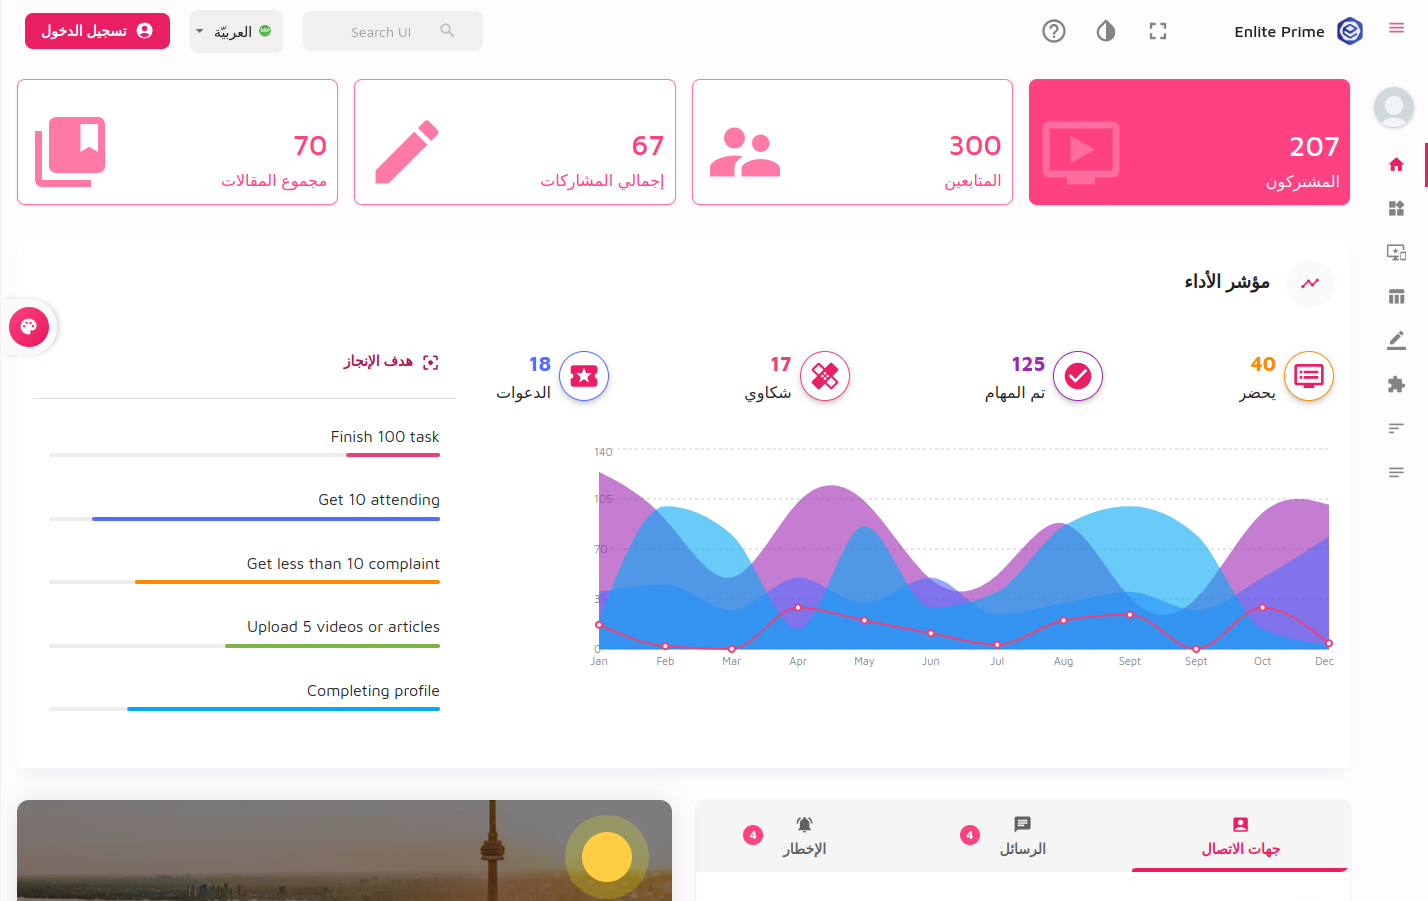 Enlite Prime
Search UI
العربيّة
تسجيل الدخول
207
المشتركون
300
المتابعين
67
إجمالي المشاركات
70
مجموع المقالات
مؤشر الأداء
40
يحضر
125
تم المهام
17
شكاوي
18
الدعوات
140
105
70
35
0
Jan Feb Mar Apr May Jun Jul Aug Sept Sept Oct Dec
هدف الإنجاز
Finish 100 task
Get 10 attending
Get less than 10 complaint
Upload 5 videos or articles
Completing profile
جهات الاتصال
الرسائل
4
الإخطار
4